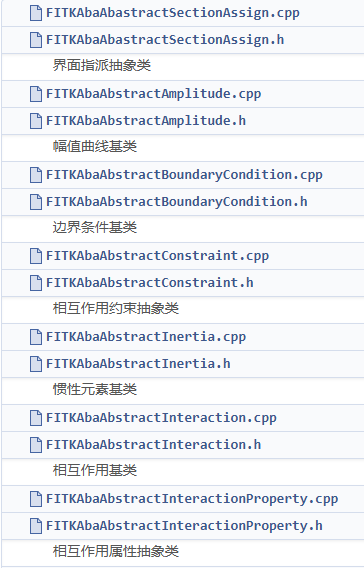 FITKAbaAbastractSectionAssign.cpp
FITKAbaAbastractSectionAssign.h
界面指派抽象类
FITKAbaAbstractAmplitude.cpp
FITKAbaAbstractAmplitude.h
幅值曲线基类
FITKAbaAbstractBoundaryCondition.cpp
FITKAbaAbstractBoundaryCondition.h
边界条件基类
FITKAbaAbstractConstraint.cpp
FITKAbaAbstractConstraint.h
相互作用约束抽象类
FITKAbaAbstractInertia.cpp
FITKAbaAbstractInertia.h
惯性元素基类
FITKAbaAbstractInteraction.cpp
FITKAbaAbstractInteraction.h
相互作用基类
FITKAbaAbstractInteractionProperty.cpp
FITKAbaAbstractInteractionProperty.h
相互作用属性抽象类